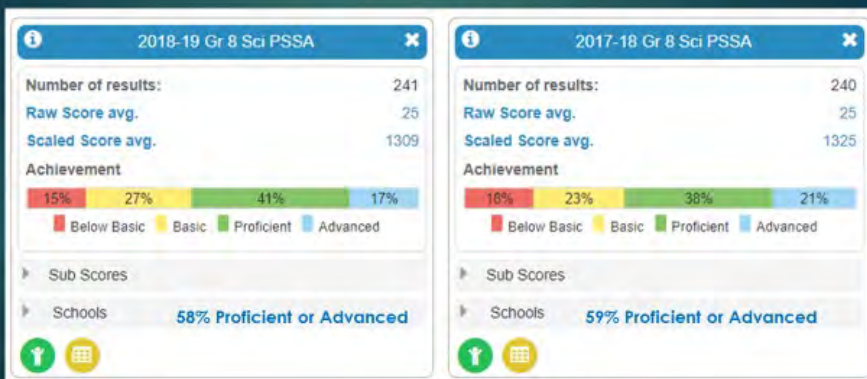 2018-19 Gr 8 Sci PSSA
Number of results: 241
Raw Score avg. 25
Scaled Score avg. 1309
Achievement
15% 27% 41% 17%
Below Basic Basic Proficient Advanced
Sub Scores
Schools 58% Proficient or Advanced
2017-18 Gr 8 Sci PSSA
Number of results: 240
Raw Score avg. 25
Scaled Score avg. 1325
Achievement
18% 23% 38% 21%
Below Basic Basic Proficient Advanced
Sub Scores
Schools 59% Proficient or Advanced